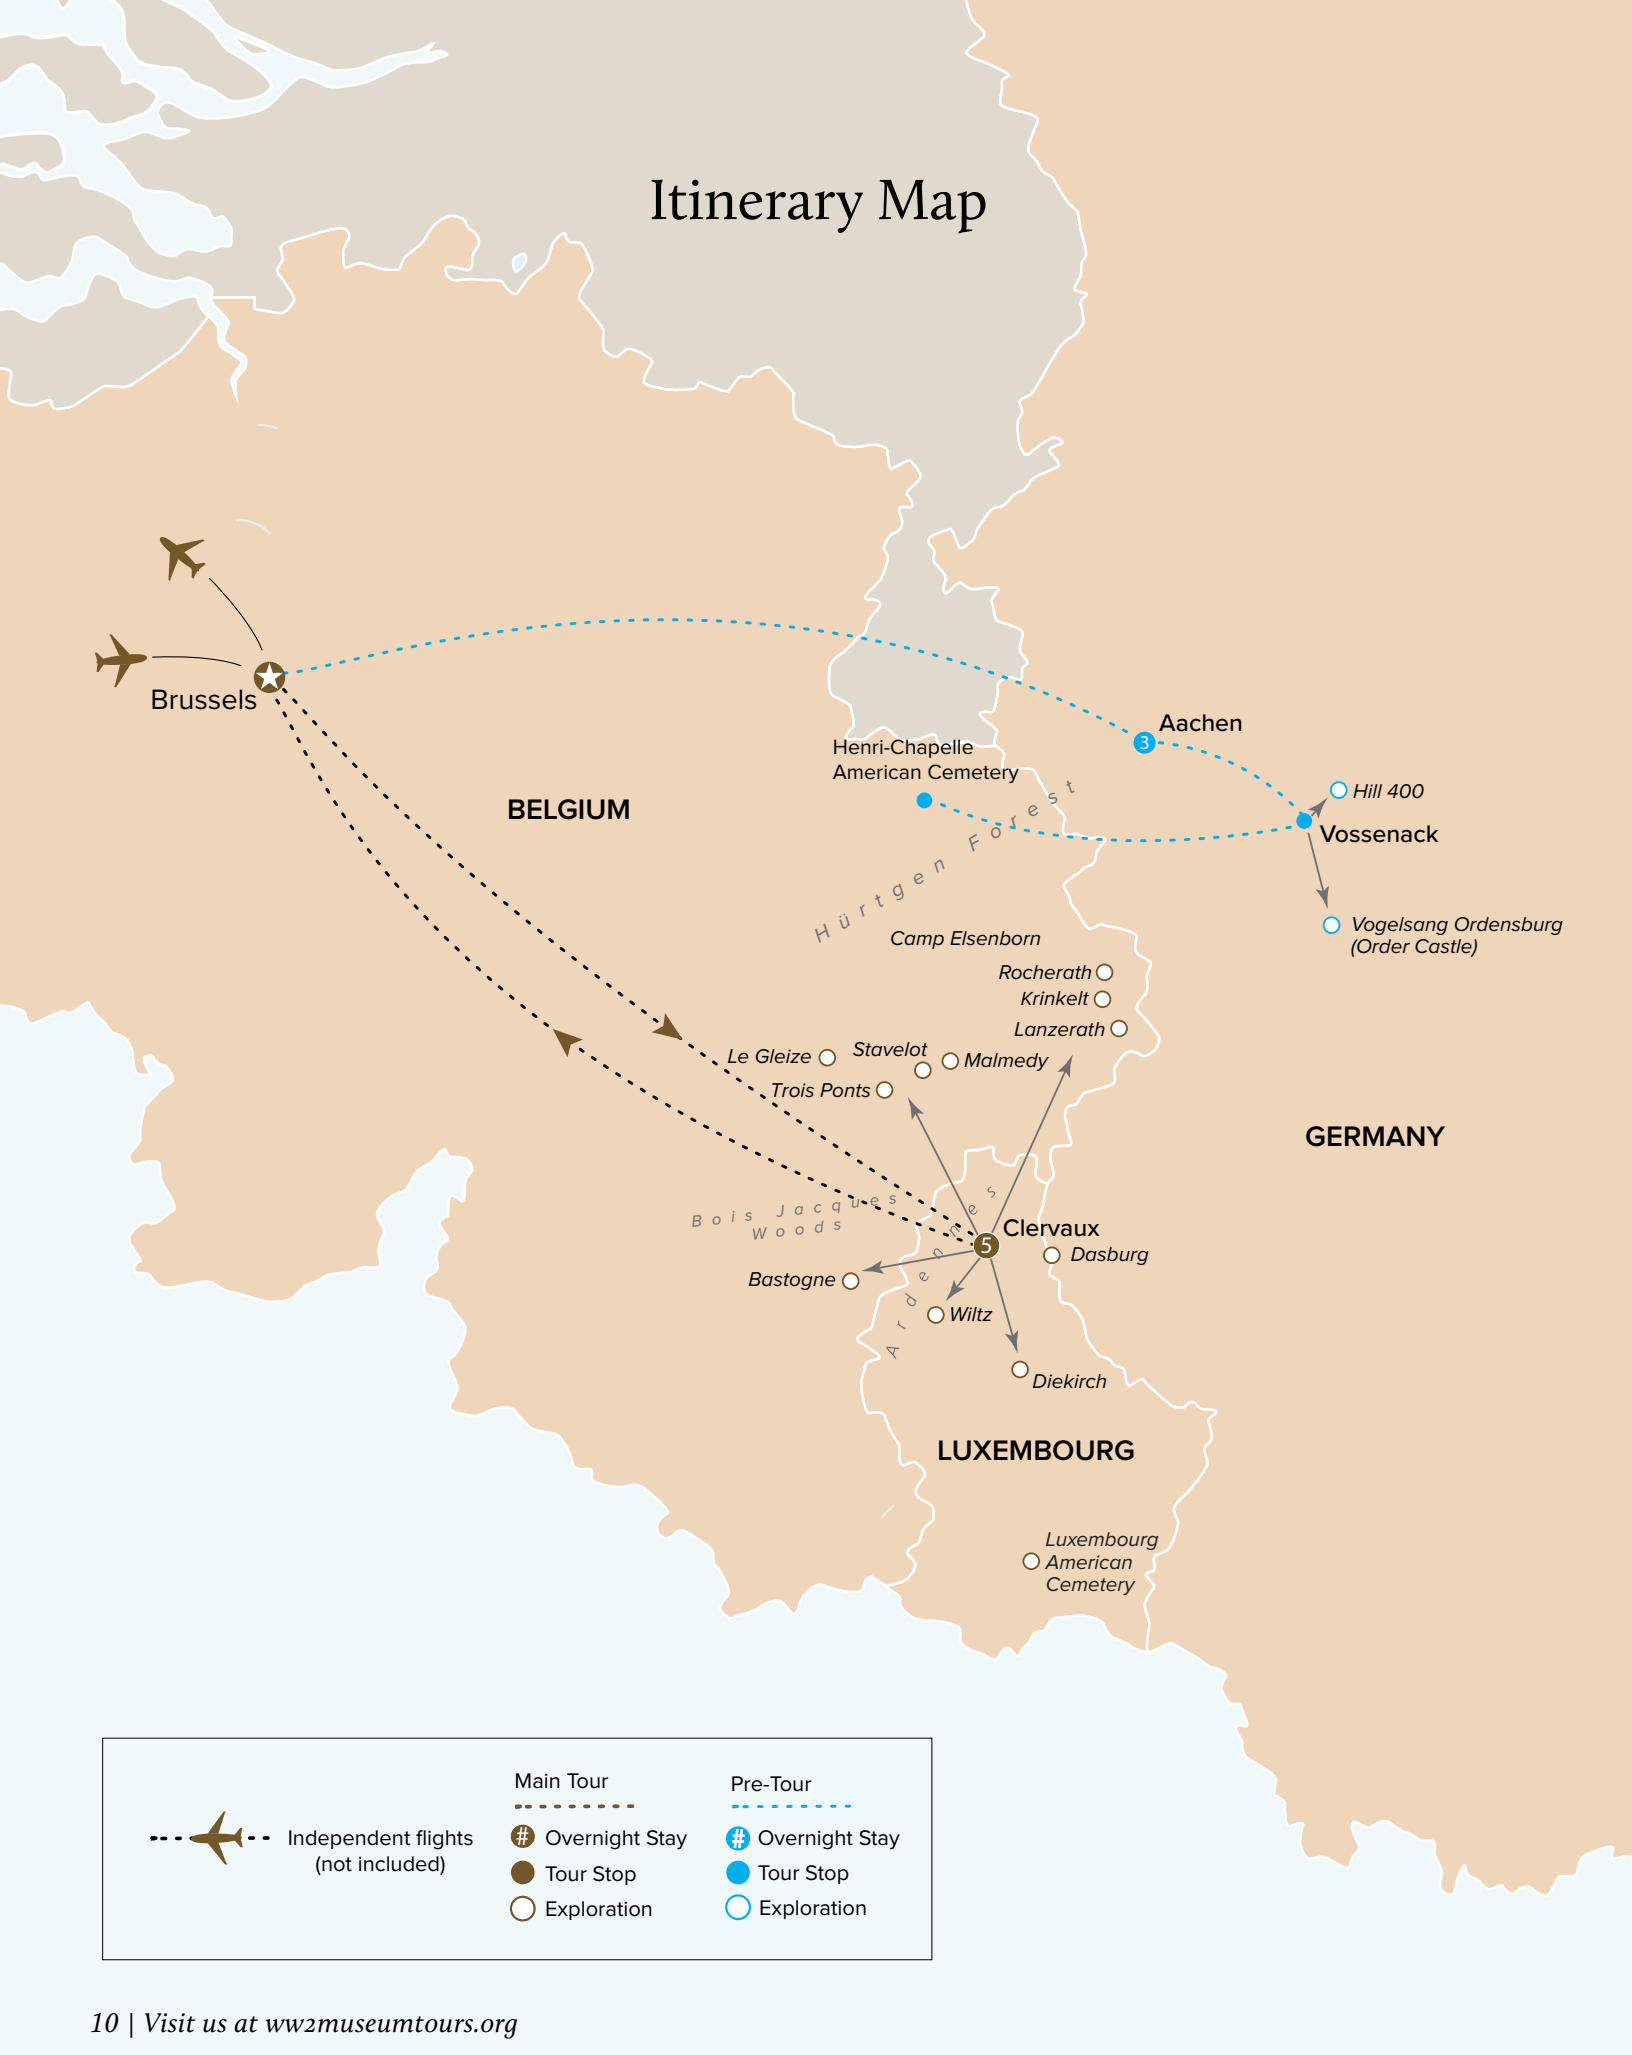 Itinerary Map
Brussels
Aachen
3
Henri-Chapelle
American Cemetery
Hill 400
BELGIUM
Vossenack
Hürtgen Forest
Vogelsang Ordensburg
(Order Castle)
Camp Elsenborn
Rocherath
Krinkelt
Lanzerath
Le Gleize
Stavelot
Malmedy
Trois Ponts
GERMANY
Bois Jacques
Woods
Ardennes
Clervaux
5
Dasburg
Bastogne
Wiltz
Diekirch
LUXEMBOURG
Luxembourg
American
Cemetery
Independent flights
(not included)
Main Tour
# Overnight Stay
Tour Stop
Exploration
Pre-Tour
# Overnight Stay
Tour Stop
Exploration
10 | Visit us at ww2museumtours.org